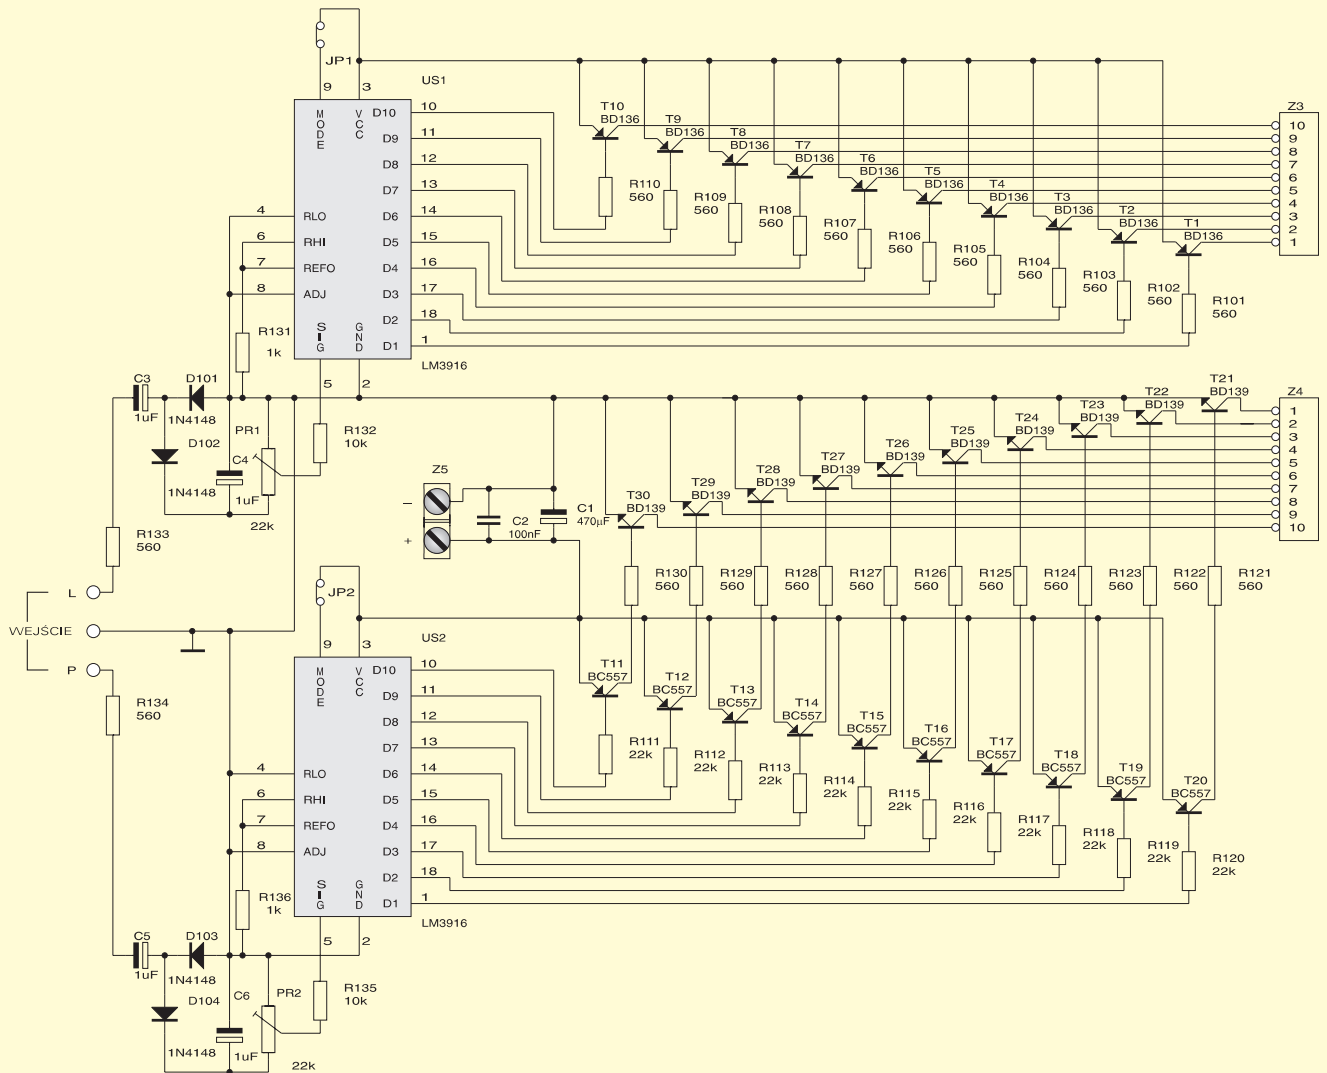 JP1
9
3
US1
MODE
VCC
D10
D9
D8
D7
D6
D5
D4
D3
D2
D1
RLO
RHI
REFO
ADJ
SIG
GND
10
11
12
13
14
15
16
17
18
1
4
6
7
8
5
2
LM3916
R131
1k
T10
BD136
T9
BD136
T8
BD136
T7
BD136
T6
BD136
T5
BD136
T4
BD136
T3
BD136
T2
BD136
T1
BD136
R110
560
R109
560
R108
560
R107
560
R106
560
R105
560
R104
560
R103
560
R102
560
R101
560
Z3
10
9
8
7
6
5
4
3
2
1
C3
1uF
D101
1N4148
D102
1N4148
PR1
22k
C4
1uF
R132
10k
R133
560
Z5
–
+
C2
100nF
C1
470µF
T30
BD139
T29
BD139
T28
BD139
T27
BD139
T26
BD139
T25
BD139
T24
BD139
T23
BD139
T22
BD139
T21
BD139
Z4
1
2
3
4
5
6
7
8
9
10
R130
560
R129
560
R128
560
R127
560
R126
560
R125
560
R124
560
R123
560
R122
560
R121
560
L
WEJŚCIE
P
R134
560
JP2
9
3
US2
MODE
VCC
D10
D9
D8
D7
D6
D5
D4
D3
D2
D1
RLO
RHI
REFO
ADJ
SIG
GND
10
11
12
13
14
15
16
17
18
1
4
6
7
8
5
2
LM3916
R136
1k
T11
BC557
T12
BC557
T13
BC557
T14
BC557
T15
BC557
T16
BC557
T17
BC557
T18
BC557
T19
BC557
T20
BC557
R111
22k
R112
22k
R113
22k
R114
22k
R115
22k
R116
22k
R117
22k
R118
22k
R119
22k
R120
22k
C5
1uF
D103
1N4148
D104
1N4148
C6
1uF
PR2
22k
R135
10k